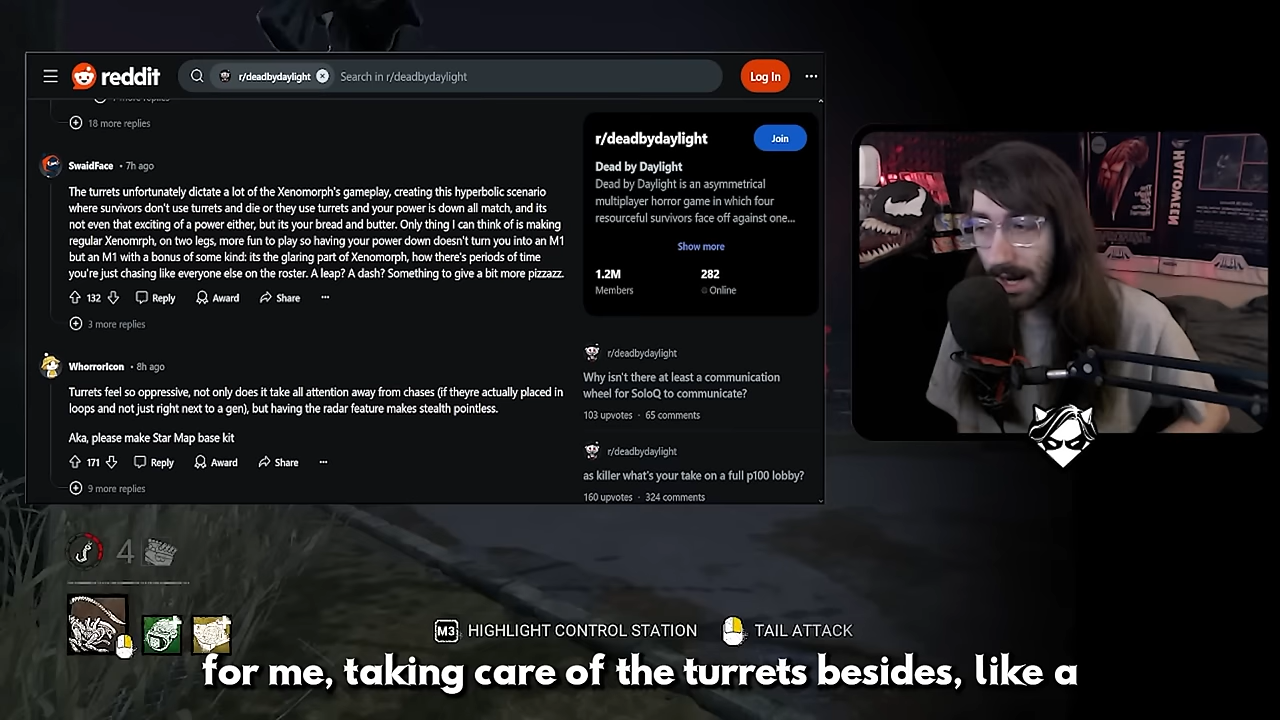 reddit
r/deadbydaylight
Search in r/deadbydaylight
Log In
18 more replies
SwaidFace • 7h ago
The turrets unfortunately dictate a lot of the Xenomorph's gameplay, creating this hyperbolic scenario
where survivors don't use turrets and die or they use turrets and your power is down all match, and its
not even that exciting of a power either, but its your bread and butter. Only thing I can think of is making
regular Xenomrph, on two legs, more fun to play so having your power down doesn't turn you into an M1
but an M1 with a bonus of some kind: its the glaring part of Xenomorph, how there's periods of time
you're just chasing like everyone else on the roster. A leap? A dash? Something to give a bit more pizzazz.
132 Reply Award Share
3 more replies
WhorrorIcon • 8h ago
Turrets feel so oppressive, not only does it take all attention away from chases (if theyre actually placed in
loops and not just right next to a gen), but having the radar feature makes stealth pointless.
Aka, please make Star Map base kit
171 Reply Award Share
9 more replies
r/deadbydaylight
Join
Dead by Daylight
Dead by Daylight is an asymmetrical
multiplayer horror game in which four
resourceful survivors face off against one...
Show more
1.2M 282
Members Online
r/deadbydaylight
Why isn't there at least a communication
wheel for SoloQ to communicate?
103 upvotes · 65 comments
r/deadbydaylight
as killer what's your take on a full p100 lobby?
160 upvotes · 324 comments
HALLOWEEN
4
M3 HIGHLIGHT CONTROL STATION TAIL ATTACK
for me, taking care of the turrets besides, like a